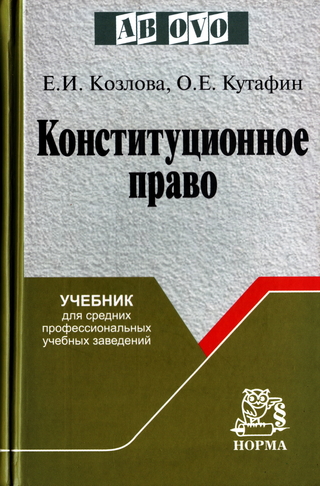 AB OVO
Е.И. Козлова, О.Е. Кутафин
Конституционное
право
УЧЕБНИК
для средних
профессиональных
учебных заведений
§
НОРМА